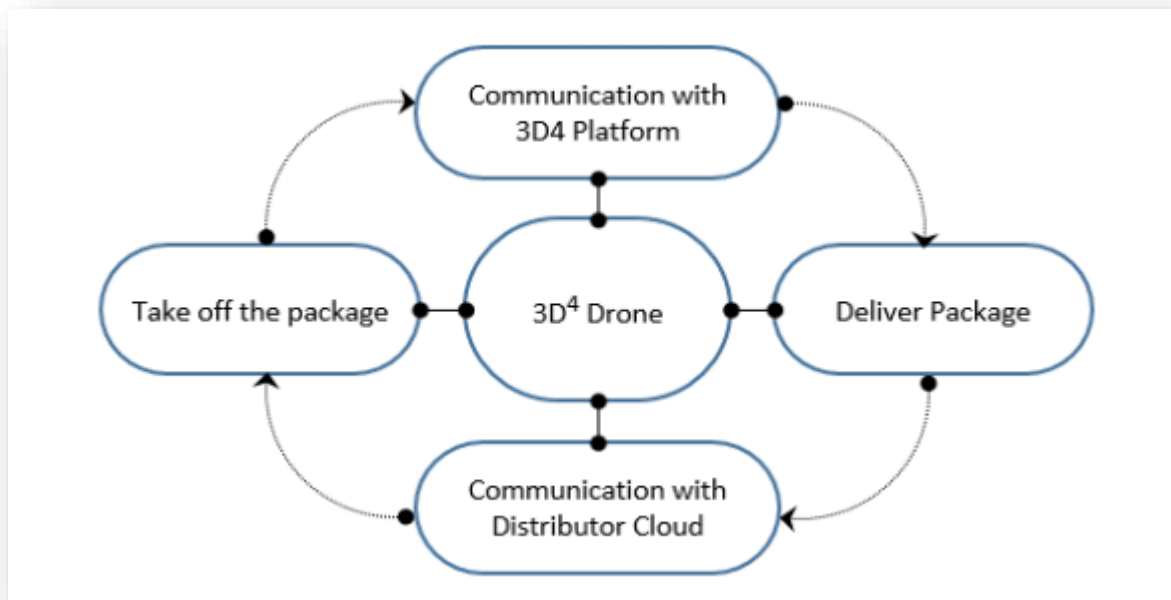 Communication with
3D4 Platform
Take off the package
3D⁴ Drone
Deliver Package
Communication with
Distributor Cloud